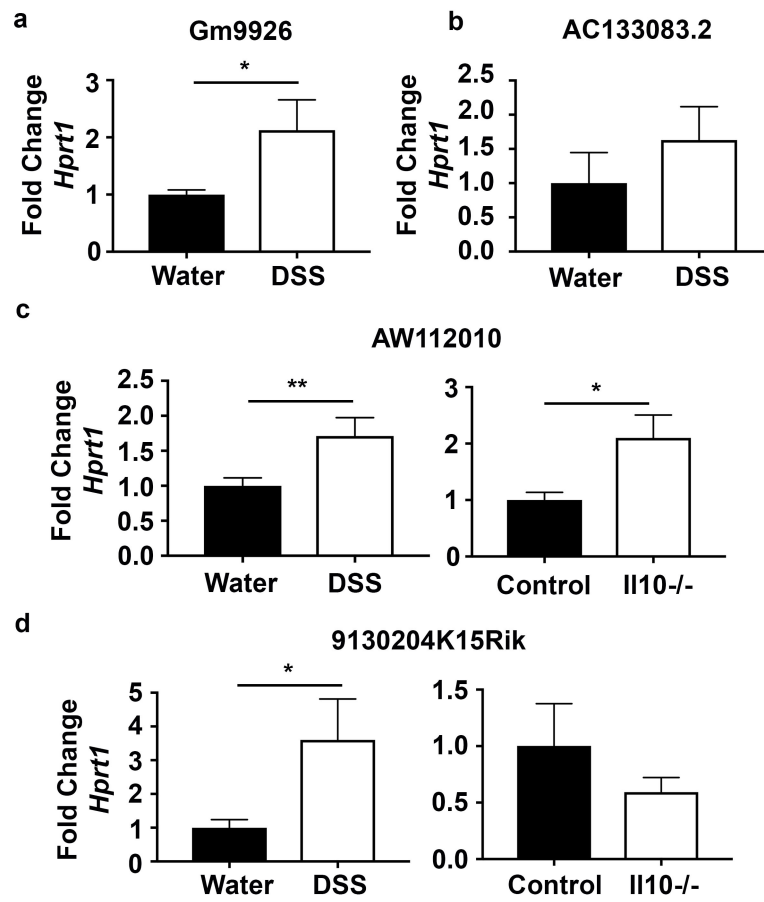 a
Gm9926
Fold Change
Hprt1
3
2
1
0
*
Water DSS
b
AC133083.2
Fold Change
Hprt1
2.5
2.0
1.5
1.0
0.5
0.0
Water DSS
c
AW112010
Fold Change
Hprt1
2.5
2.0
1.5
1.0
0.5
0.0
**
Water DSS
3
2
1
0
*
Control Il10-/-
d
9130204K15Rik
Fold Change
Hprt1
5
4
3
2
1
0
*
Water DSS
1.5
1.0
0.5
0.0
Control Il10-/-